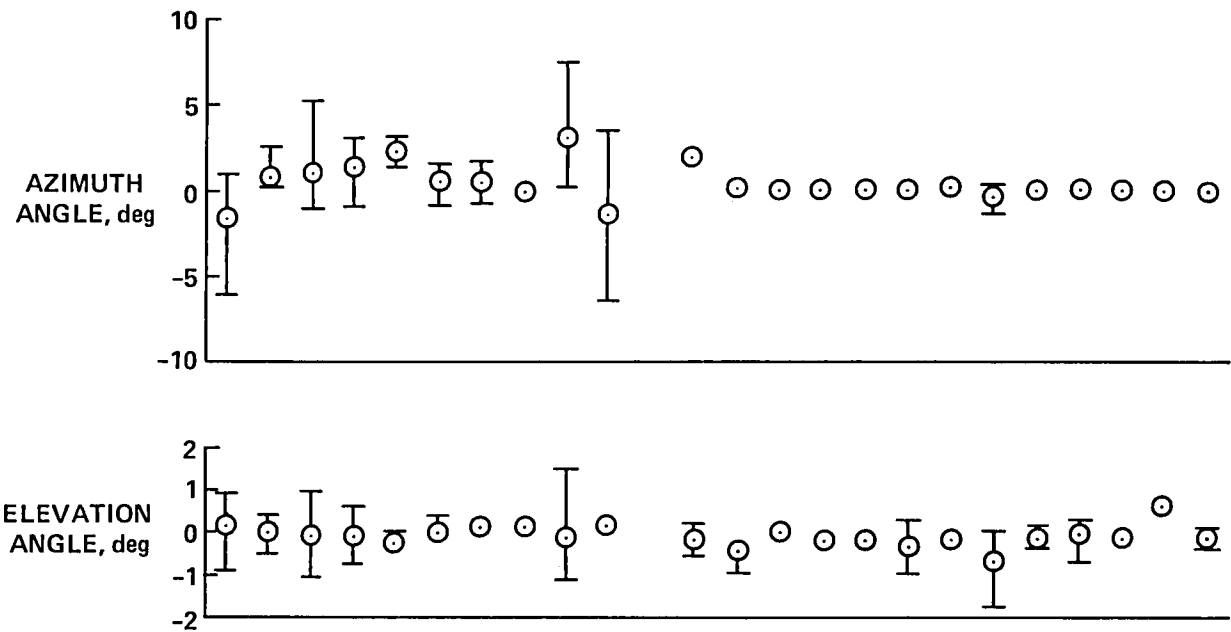 10
5
0
−5
−10
AZIMUTH
ANGLE, deg
2
1
0
−1
−2
ELEVATION
ANGLE, deg